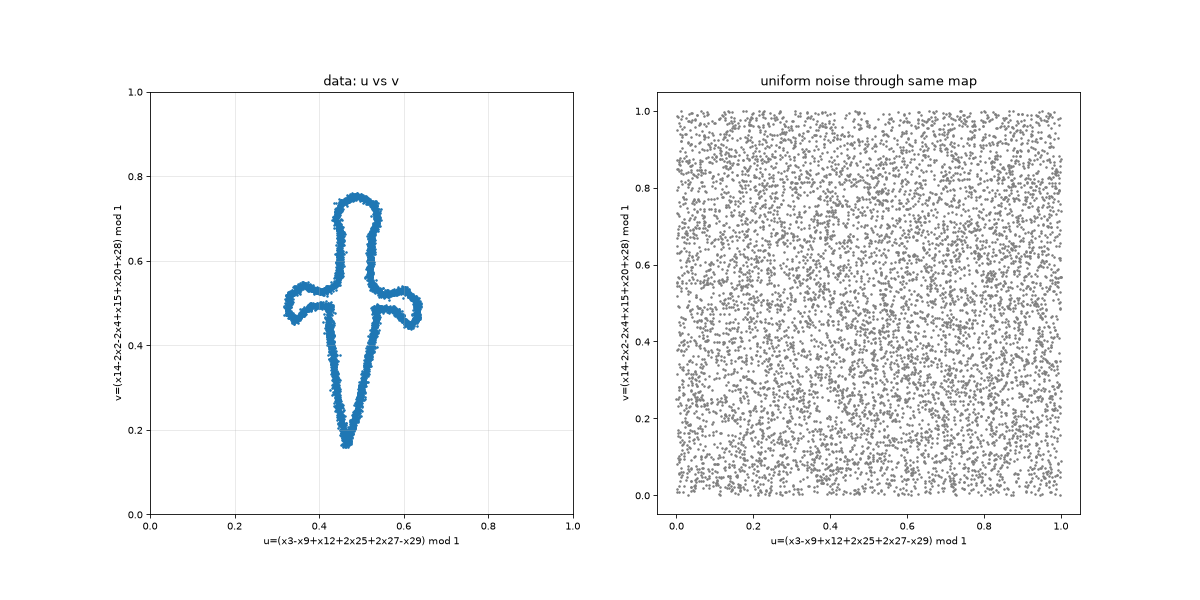 data: u vs v
1.0
0.8
0.6
0.4
0.2
0.0
0.0 0.2 0.4 0.6 0.8 1.0
u=(x3-x9+x12+2x25+2x27-x29) mod 1
v=(x14-2x2-2x4+x15+x20+x28) mod 1
uniform noise through same map
1.0
0.8
0.6
0.4
0.2
0.0
0.0 0.2 0.4 0.6 0.8 1.0
u=(x3-x9+x12+2x25+2x27-x29) mod 1
v=(x14-2x2-2x4+x15+x20+x28) mod 1